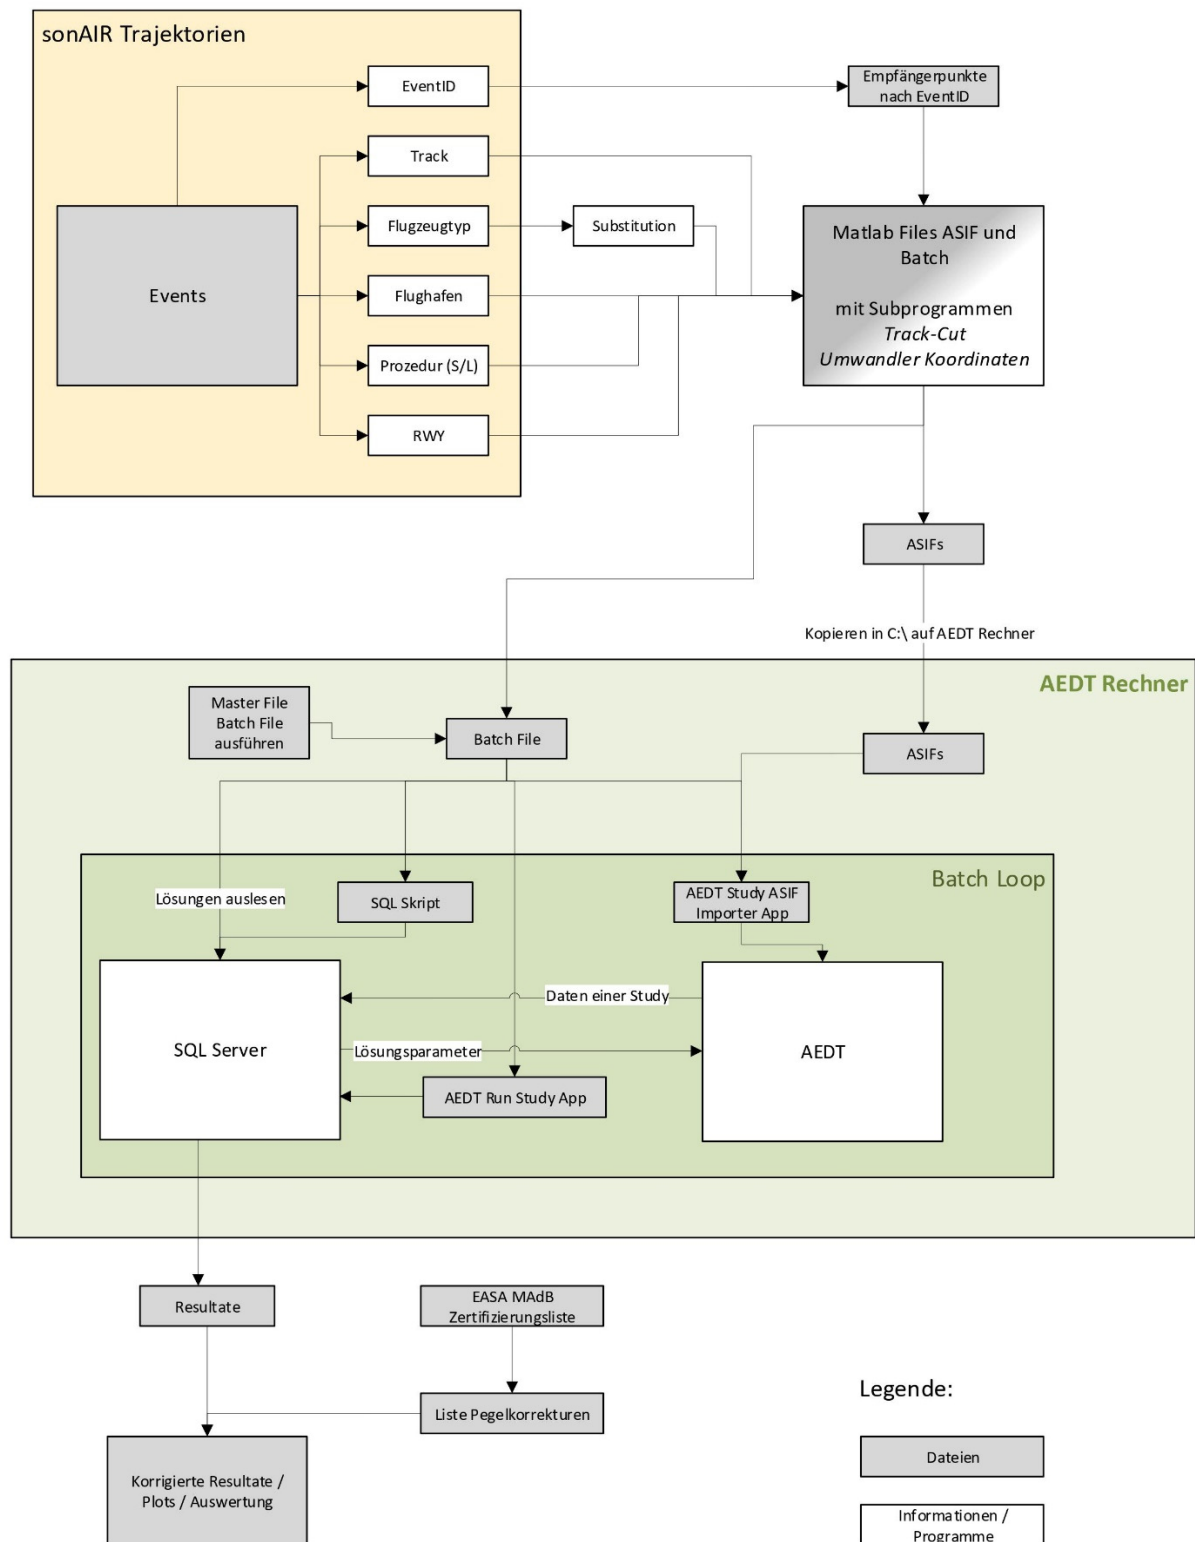 sonAIR Trajektorien
EventID
Empfängerpunkte
nach EventID
Track
Flugzeugtyp
Substitution
Events
Flughafen
Prozedur (S/L)
RWY
Matlab Files ASIF und
Batch
mit Subprogrammen
Track-Cut
Umwandler Koordinaten
ASIFs
Kopieren in C:\ auf AEDT Rechner
AEDT Rechner
Master File
Batch File
ausführen
Batch File
ASIFs
Batch Loop
Lösungen auslesen
SQL Skript
AEDT Study ASIF
Importer App
Daten einer Study
SQL Server
Lösungsparameter
AEDT
AEDT Run Study App
Resultate
EASA MAdB
Zertifizierungsliste
Liste Pegelkorrekturen
Korrigierte Resultate /
Plots / Auswertung
Legende:
Dateien
Informationen /
Programme